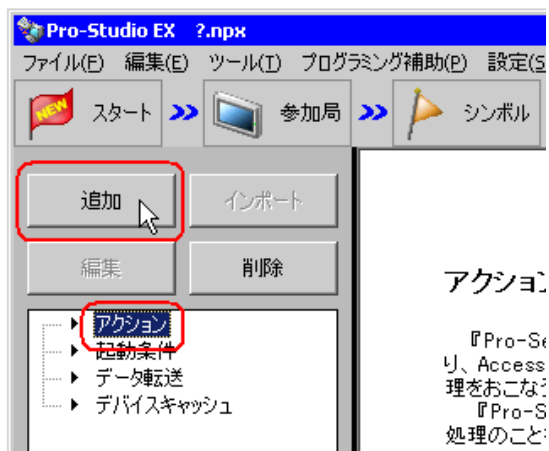 Pro-Studio EX ?.npx
ファイル(F) 編集(E) ツール(T) プログラミング補助(P) 設定(S
NEW スタート 参加局 シンボル
追加 インポート
編集 削除
アクション
起動条件
データ転送
デバイスキャッシュ
アクション
『Pro-Se
り、Access
理をおこなう
『Pro-S
処理のこと